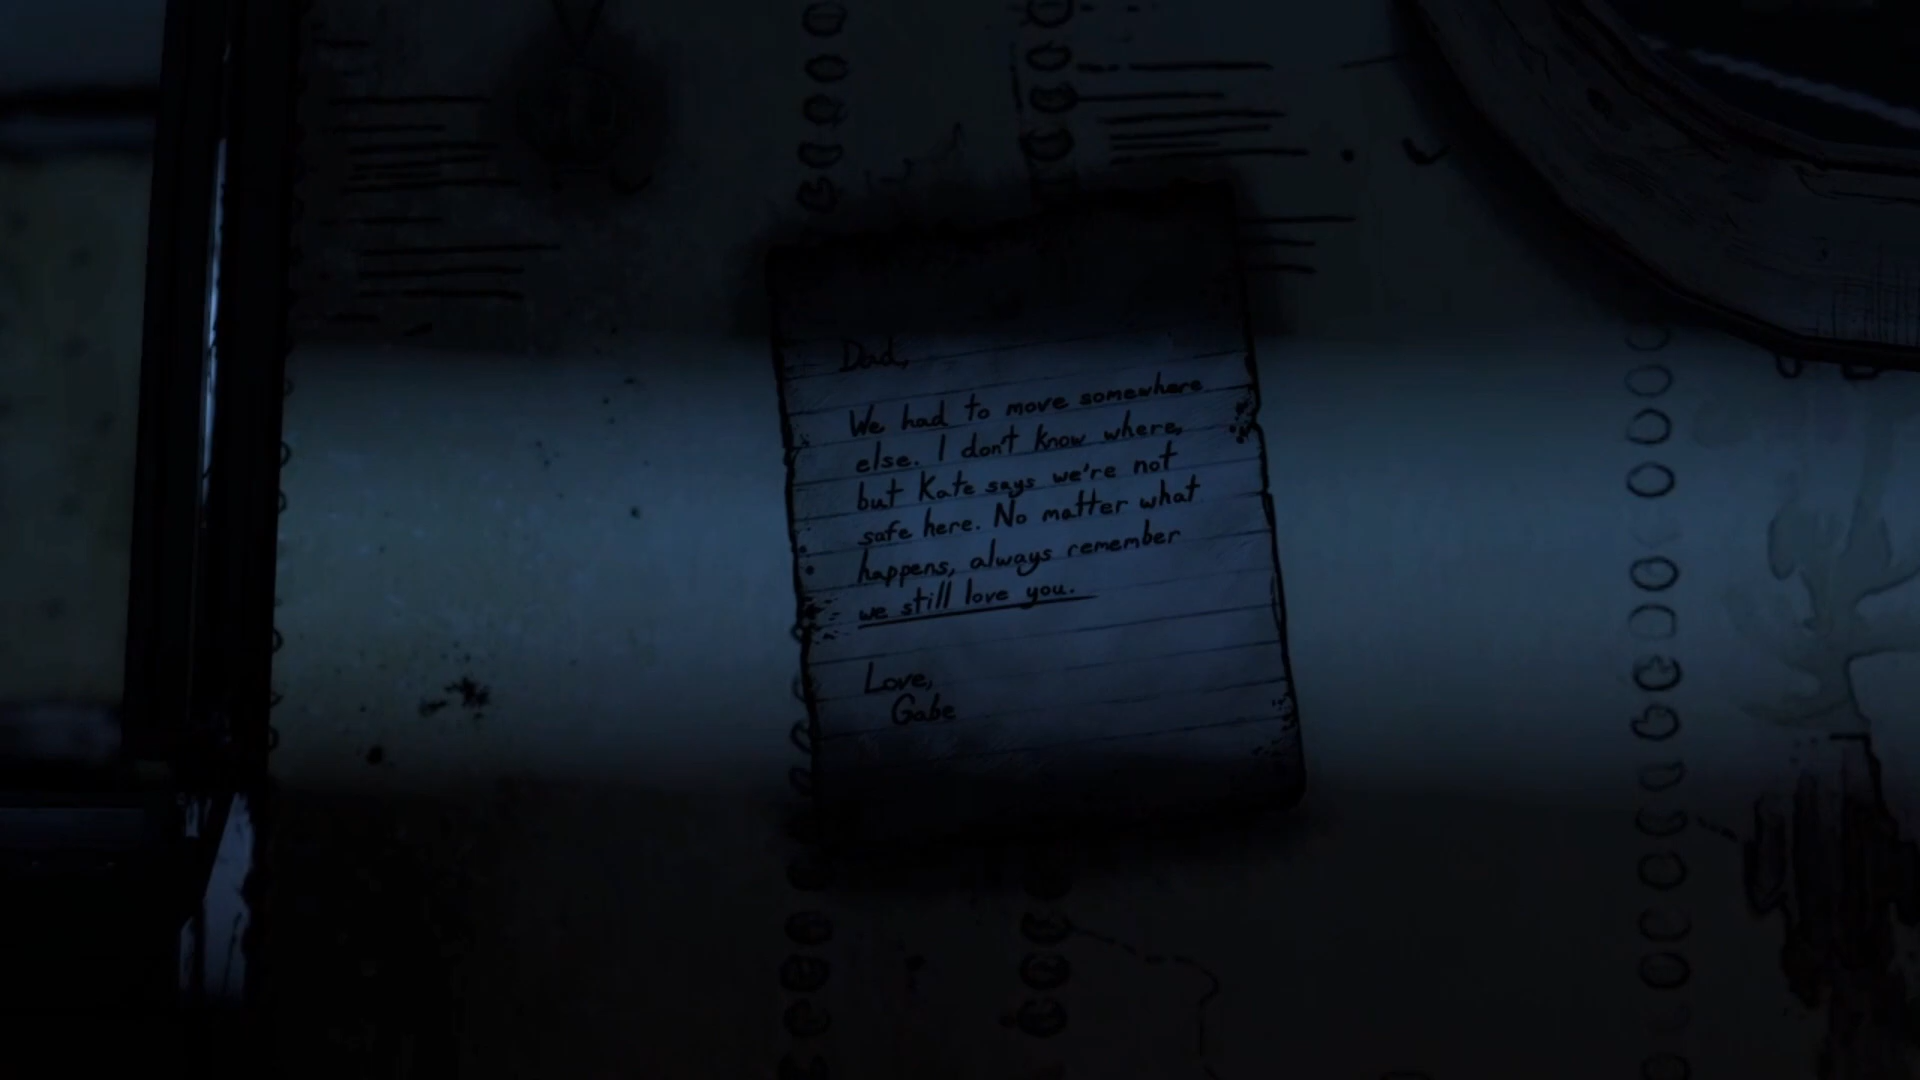 Dad,
We had to move somewhere
else. I don't know where,
but Kate says we're not
safe here. No matter what
happens, always remember
we still love you.
Love,
Gabe